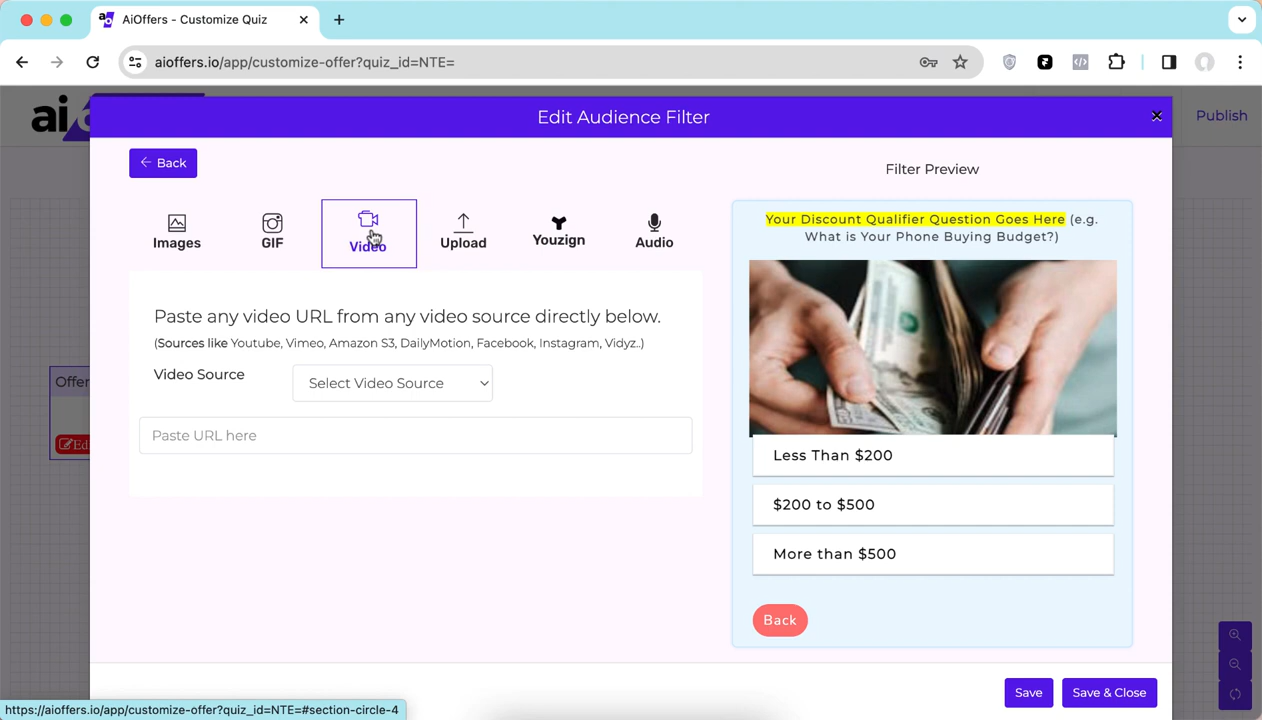 AiOffers - Customize Quiz
aioffers.io/app/customize-offer?quiz_id=NTE=
ai
Publish
Edit Audience Filter
Back
Filter Preview
Images
GIF
Video
Upload
Youzign
Audio
Your Discount Qualifier Question Goes Here (e.g.
What is Your Phone Buying Budget?)
Paste any video URL from any video source directly below.
(Sources like Youtube, Vimeo, Amazon S3, DailyMotion, Facebook, Instagram, Vidyz..)
Video Source
Select Video Source
Paste URL here
Offer
Edi
Less Than $200
$200 to $500
More than $500
Back
Save
Save & Close
https://aioffers.io/app/customize-offer?quiz_id=NTE=#section-circle-4